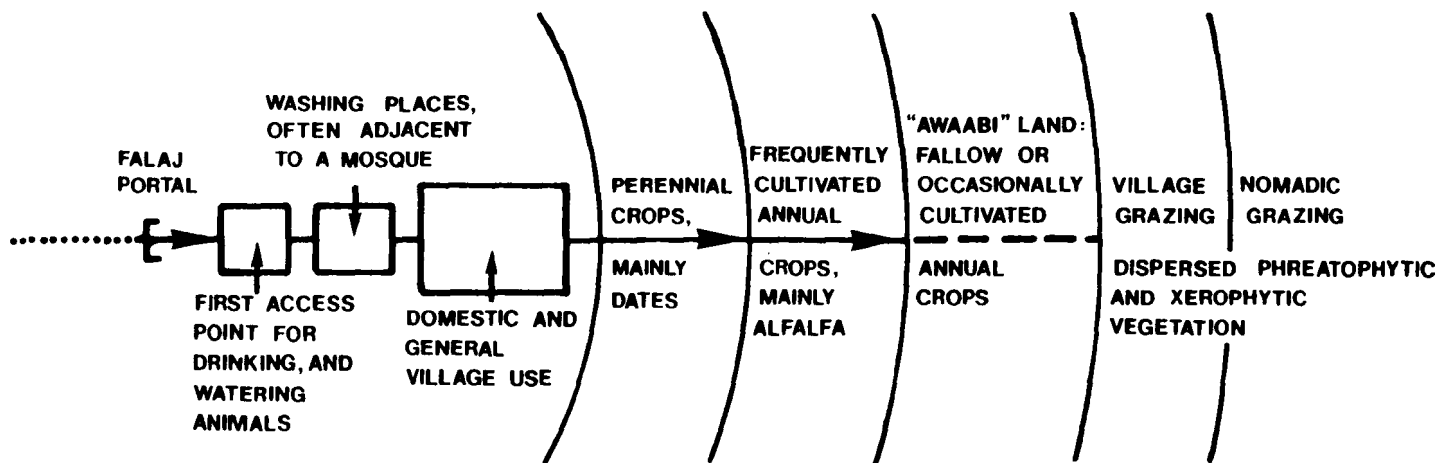 FALAJ
PORTAL
WASHING PLACES,
OFTEN ADJACENT
TO A MOSQUE
FIRST ACCESS
POINT FOR
DRINKING, AND
WATERING
ANIMALS
DOMESTIC AND
GENERAL
VILLAGE USE
PERENNIAL
CROPS,
MAINLY
DATES
FREQUENTLY
CULTIVATED
ANNUAL
CROPS,
MAINLY
ALFALFA
"AWAABI" LAND:
FALLOW OR
OCCASIONALLY
CULTIVATED
ANNUAL
CROPS
VILLAGE
GRAZING
NOMADIC
GRAZING
DISPERSED PHREATOPHYTIC
AND XEROPHYTIC
VEGETATION